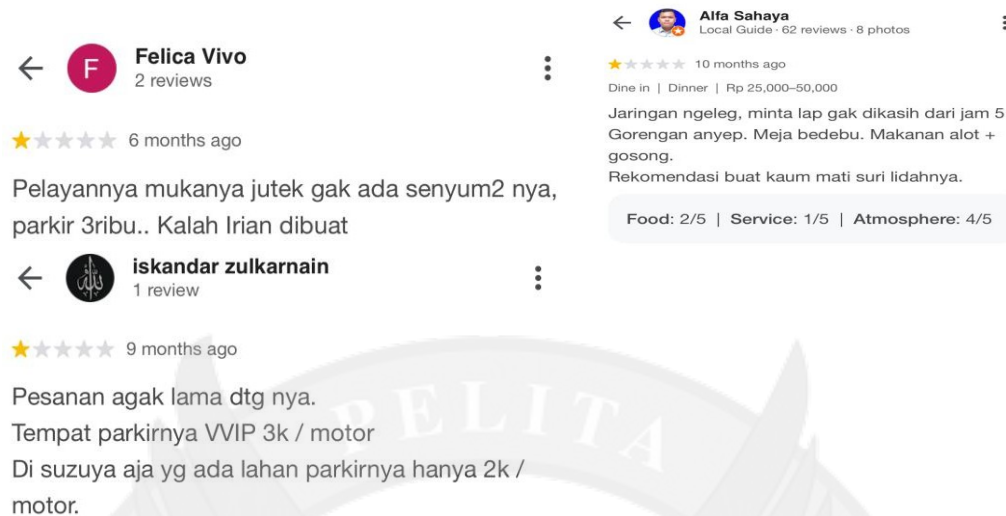 F
Felica Vivo
2 reviews
6 months ago
Pelayannya mukanya jutek gak ada senyum2 nya,
parkir 3ribu.. Kalah Irian dibuat
iskandar zulkarnain
1 review
9 months ago
Pesanan agak lama dtg nya.
Tempat parkirnya VVIP 3k / motor
Di suzuya aja yg ada lahan parkirnya hanya 2k /
motor.
Alfa Sahaya
Local Guide · 62 reviews · 8 photos
10 months ago
Dine in | Dinner | Rp 25,000–50,000
Jaringan ngeleg, minta lap gak dikasih dari jam 5
Gorengan anyep. Meja bedebu. Makanan alot +
gosong.
Rekomendasi buat kaum mati suri lidahnya.
Food: 2/5 | Service: 1/5 | Atmosphere: 4/5
PELITA